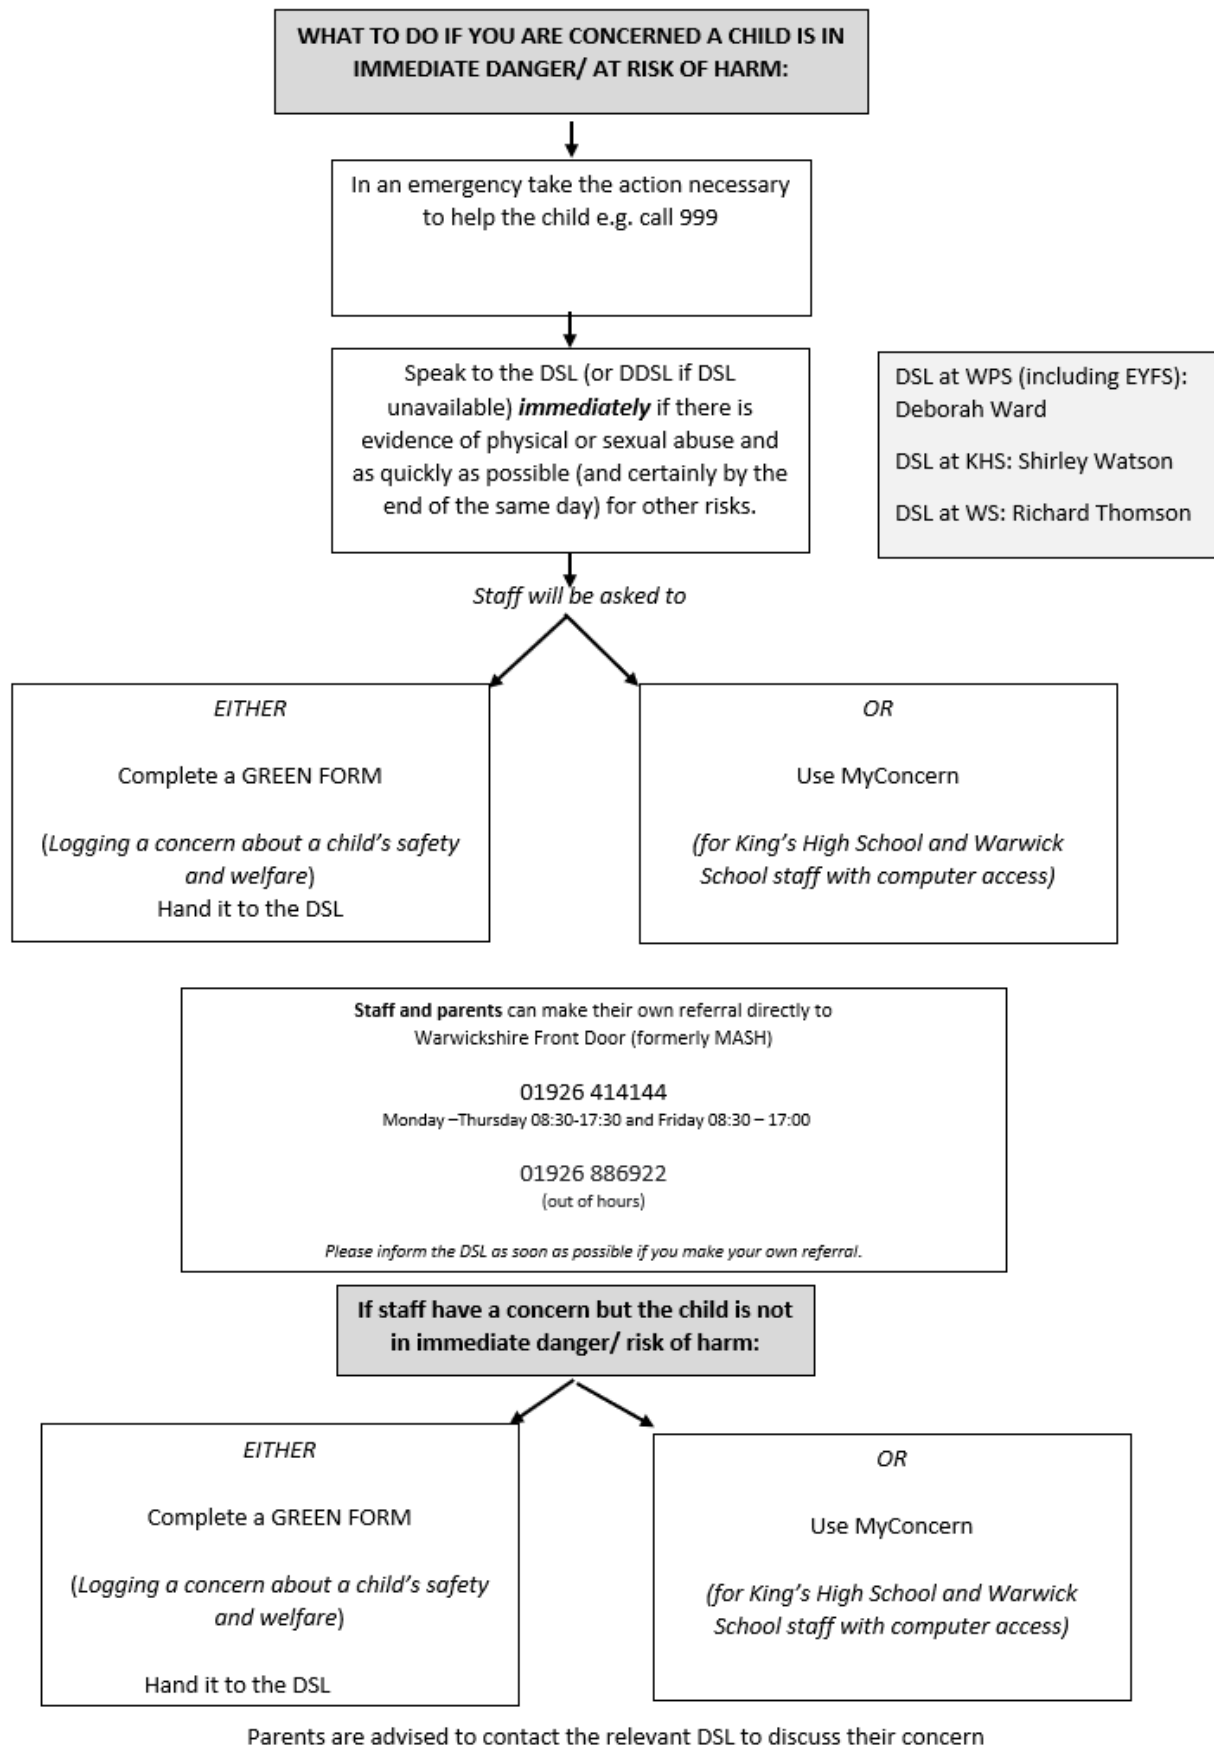 WHAT TO DO IF YOU ARE CONCERNED A CHILD IS IN
IMMEDIATE DANGER/ AT RISK OF HARM:
In an emergency take the action necessary
to help the child e.g. call 999
Speak to the DSL (or DDSL if DSL
unavailable) immediately if there is
evidence of physical or sexual abuse and
as quickly as possible (and certainly by the
end of the same day) for other risks.
DSL at WPS (including EYFS):
Deborah Ward
DSL at KHS: Shirley Watson
DSL at WS: Richard Thomson
Staff will be asked to
EITHER
Complete a GREEN FORM
(Logging a concern about a child's safety
and welfare)
Hand it to the DSL
OR
Use MyConcern
(for King's High School and Warwick
School staff with computer access)
Staff and parents can make their own referral directly to
Warwickshire Front Door (formerly MASH)
01926 414144
Monday –Thursday 08:30-17:30 and Friday 08:30 – 17:00
01926 886922
(out of hours)
Please inform the DSL as soon as possible if you make your own referral.
If staff have a concern but the child is not
in immediate danger/ risk of harm:
EITHER
Complete a GREEN FORM
(Logging a concern about a child's safety
and welfare)
Hand it to the DSL
OR
Use MyConcern
(for King's High School and Warwick
School staff with computer access)
Parents are advised to contact the relevant DSL to discuss their concern